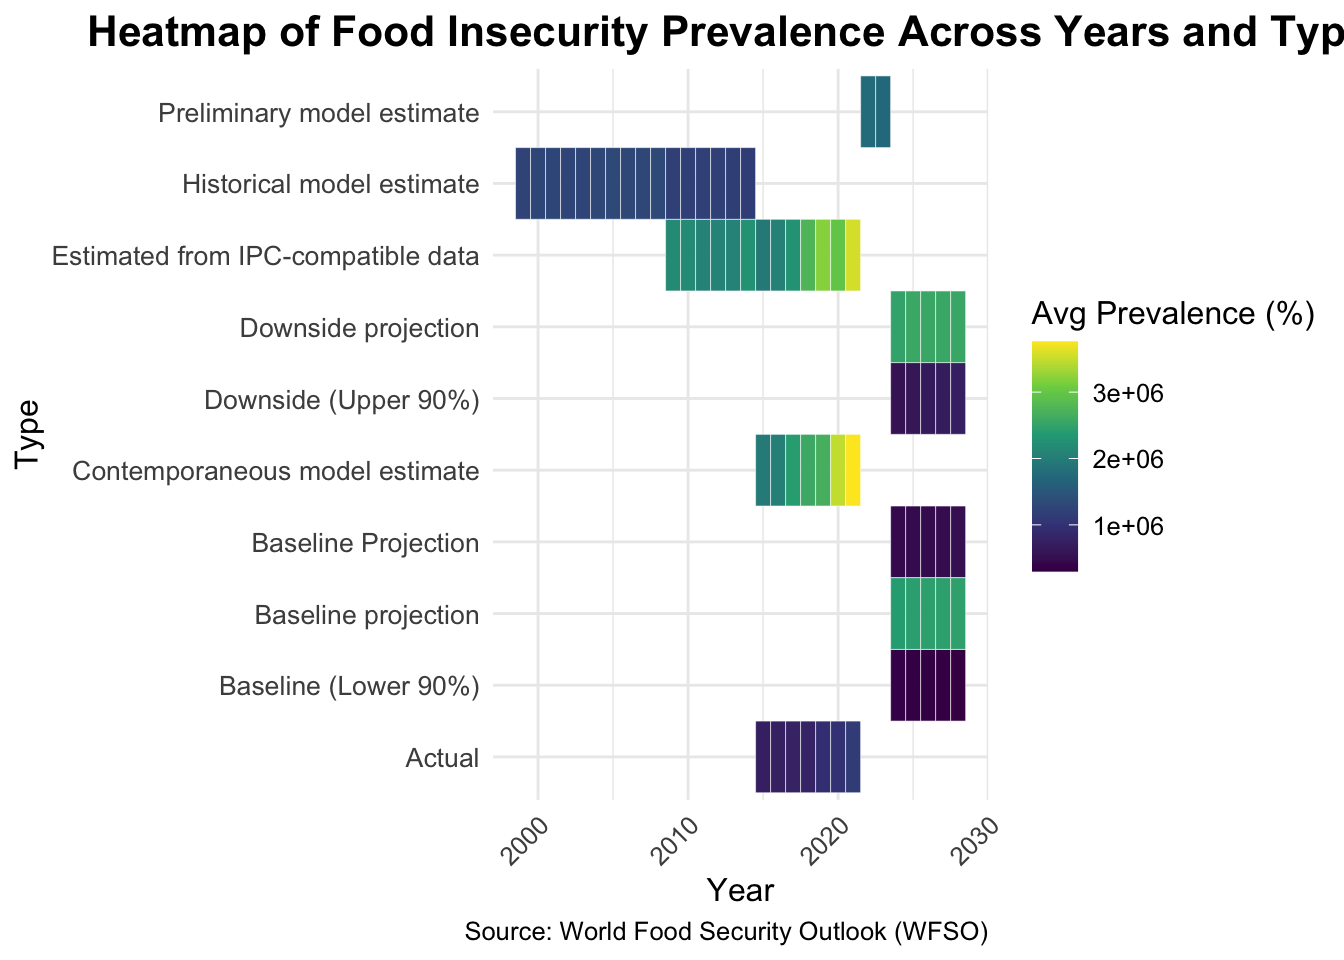 Heatmap of Food Insecurity Prevalence Across Years and Typ
Preliminary model estimate
Historical model estimate
Estimated from IPC-compatible data
Downside projection
Downside (Upper 90%)
Contemporaneous model estimate
Baseline Projection
Baseline projection
Baseline (Lower 90%)
Actual
Type
2000
2010
2020
2030
Year
Avg Prevalence (%)
3e+06
2e+06
1e+06
Source: World Food Security Outlook (WFSO)